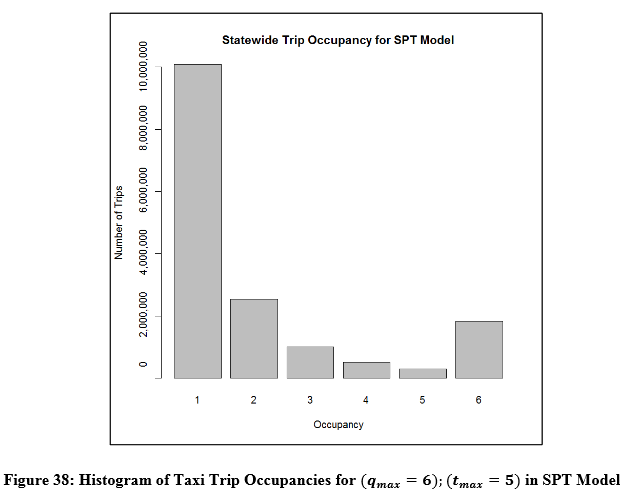 Statewide Trip Occupancy for SPT Model
Number of Trips
10,000,000
8,000,000
6,000,000
4,000,000
2,000,000
0
1 2 3 4 5 6
Occupancy
Figure 38: Histogram of Taxi Trip Occupancies for (q_max = 6); (t_max = 5) in SPT Model